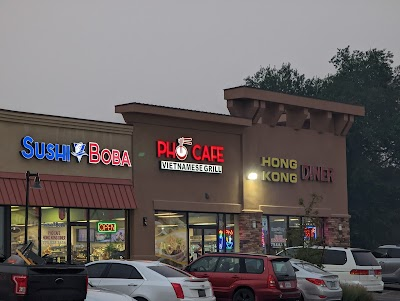 SUSHI BOBA
PHO CAFE
VIETNAMESE GRILL
HONG
KONG DINER
OPEN